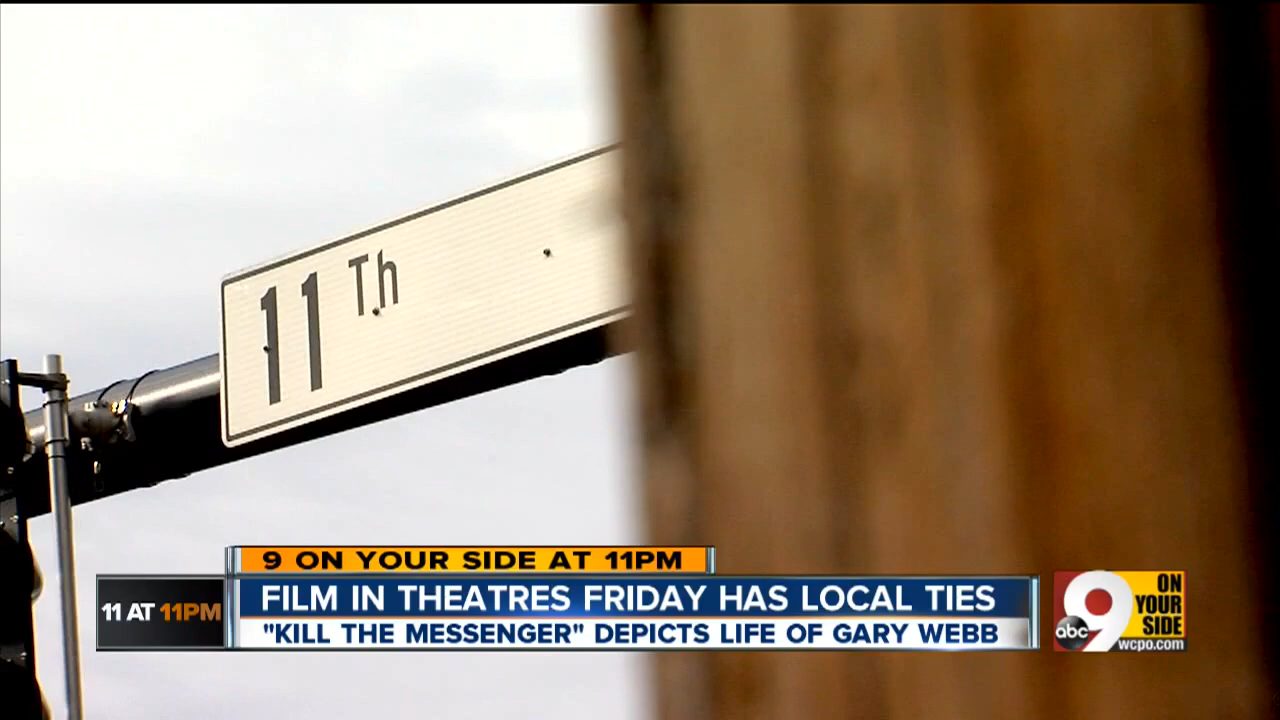 11 Th
9 ON YOUR SIDE AT 11PM
11 AT 11PM
FILM IN THEATRES FRIDAY HAS LOCAL TIES
"KILL THE MESSENGER" DEPICTS LIFE OF GARY WEBB
abc 9
ON
YOUR
SIDE
wcpo.com